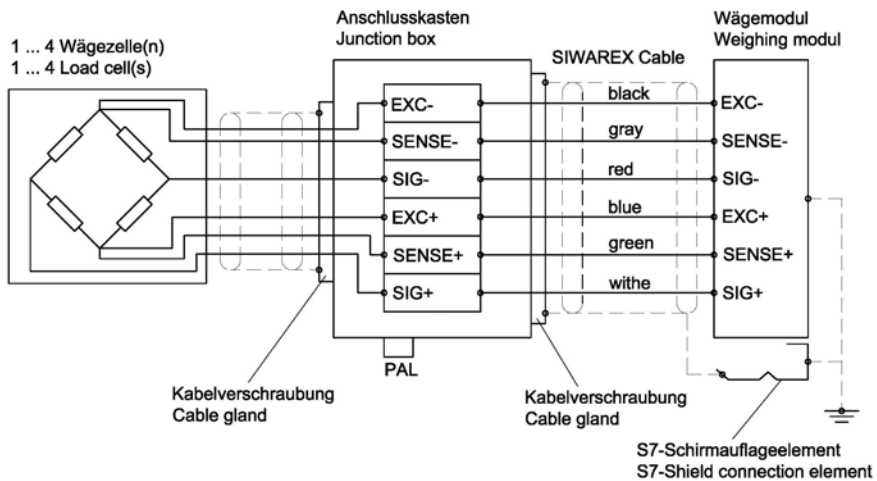 1 ... 4 Wägezelle(n)
1 ... 4 Load cell(s)
Anschlusskasten
Junction box
SIWAREX Cable
Wägemodul
Weighing modul
EXC-
black
EXC-
SENSE-
gray
SENSE-
SIG-
red
SIG-
EXC+
blue
EXC+
SENSE+
green
SENSE+
SIG+
withe
SIG+
PAL
Kabelverschraubung
Cable gland
Kabelverschraubung
Cable gland
S7-Schirmauflageelement
S7-Shield connection element